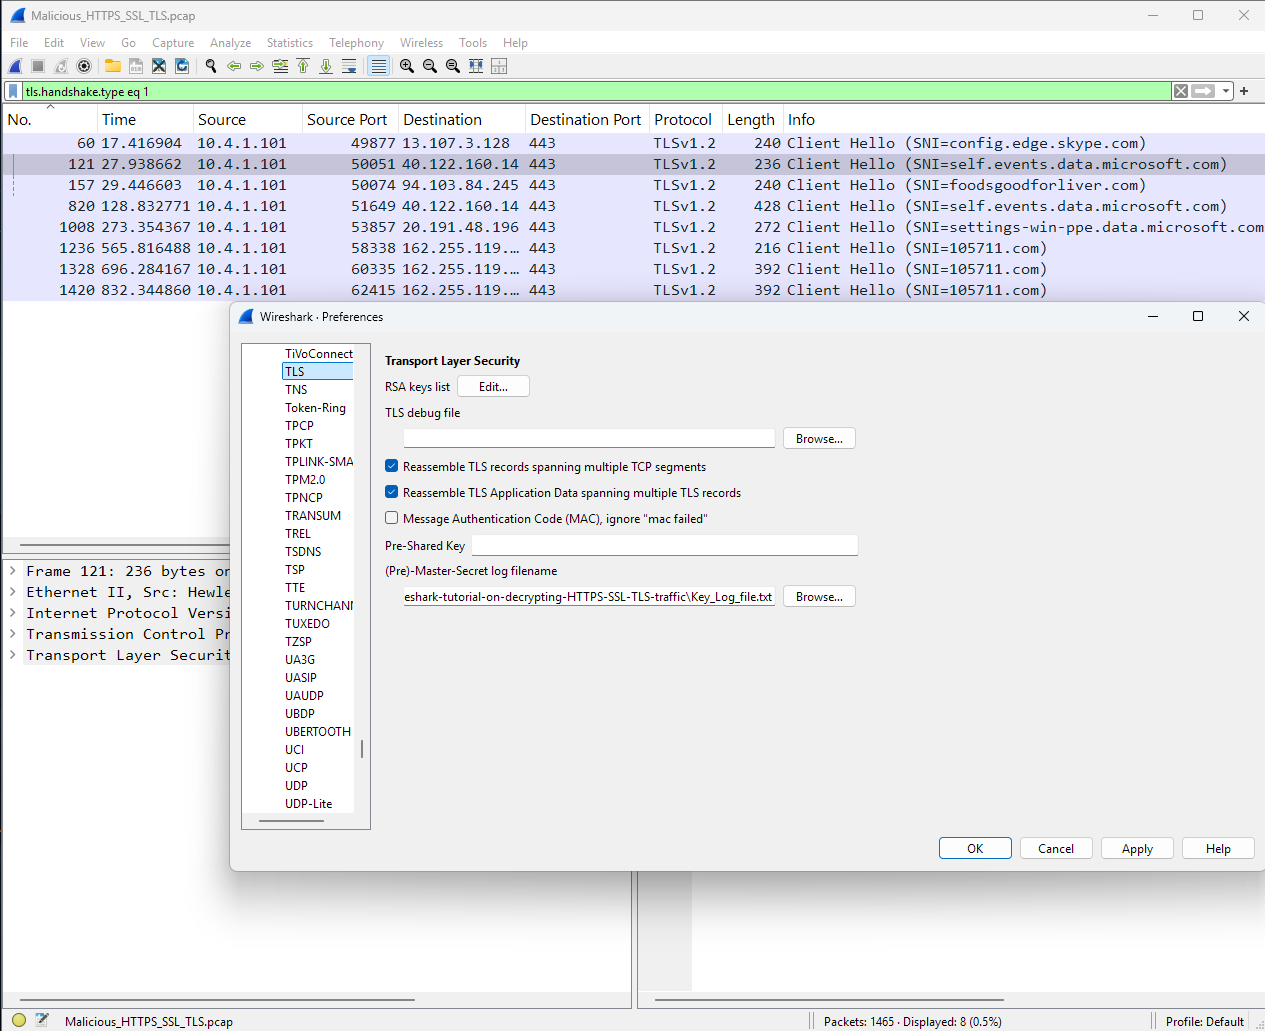 Malicious_HTTPS_SSL_TLS.pcap
File Edit View Go Capture Analyze Statistics Telephony Wireless Tools Help
tls.handshake.type eq 1
No. Time Source Source Port Destination Destination Port Protocol Length Info
60 17.416904 10.4.1.101 49877 13.107.3.128 443 TLSv1.2 240 Client Hello (SNI=config.edge.skype.com)
121 27.938662 10.4.1.101 50051 40.122.160.14 443 TLSv1.2 236 Client Hello (SNI=self.events.data.microsoft.com)
157 29.446603 10.4.1.101 50074 94.103.84.245 443 TLSv1.2 240 Client Hello (SNI=foodsgoodforliver.com)
820 128.832771 10.4.1.101 51649 40.122.160.14 443 TLSv1.2 428 Client Hello (SNI=self.events.data.microsoft.com)
1008 273.354367 10.4.1.101 53857 20.191.48.196 443 TLSv1.2 272 Client Hello (SNI=settings-win-ppe.data.microsoft.com
1236 565.816488 10.4.1.101 58338 162.255.119.… 443 TLSv1.2 216 Client Hello (SNI=105711.com)
1328 696.284167 10.4.1.101 60335 162.255.119.… 443 TLSv1.2 392 Client Hello (SNI=105711.com)
1420 832.344860 10.4.1.101 62415 162.255.119.… 443 TLSv1.2 392 Client Hello (SNI=105711.com)
Wireshark · Preferences
TiVoConnect
TLS
TNS
Token-Ring
TPCP
TPKT
TPLINK-SMA
TPM2.0
TPNCP
TRANSUM
TREL
TSDNS
TSP
TTE
TURNCHANN
TUXEDO
TZSP
UA3G
UASIP
UAUDP
UBDP
UBERTOOTH
UCI
UCP
UDP
UDP-Lite
Transport Layer Security
RSA keys list Edit...
TLS debug file
Browse...
Reassemble TLS records spanning multiple TCP segments
Reassemble TLS Application Data spanning multiple TLS records
Message Authentication Code (MAC), ignore "mac failed"
Pre-Shared Key
(Pre)-Master-Secret log filename
eshark-tutorial-on-decrypting-HTTPS-SSL-TLS-traffic\Key_Log_file.txt Browse...
OK Cancel Apply Help
Frame 121: 236 bytes on
Ethernet II, Src: Hewle
Internet Protocol Versi
Transmission Control Pr
Transport Layer Securit
Malicious_HTTPS_SSL_TLS.pcap
Packets: 1465 · Displayed: 8 (0.5%)
Profile: Default